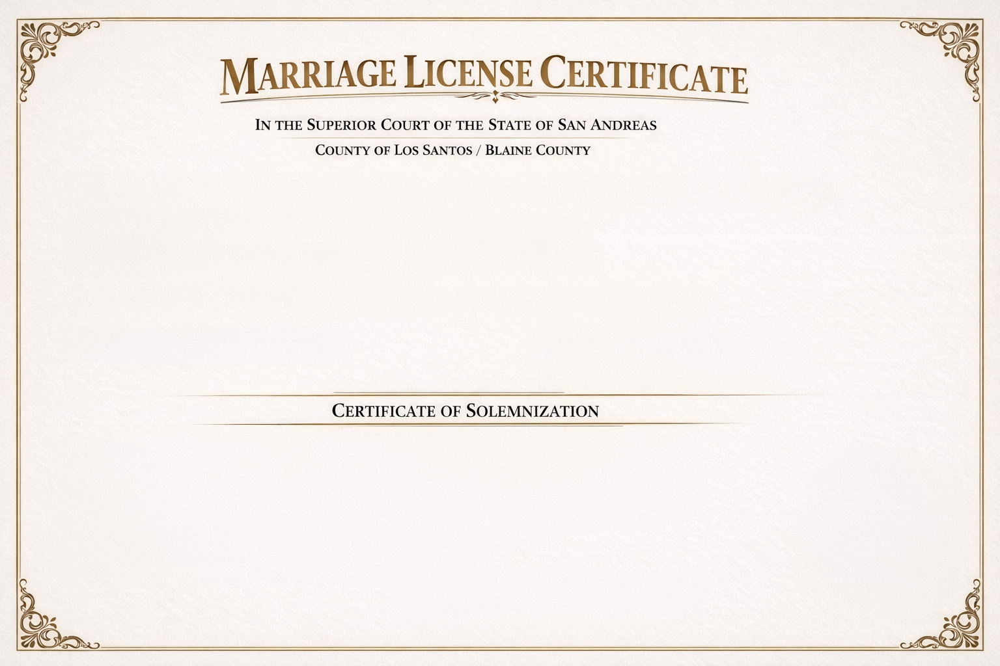 Marriage License Certificate
In the Superior Court of the State of San Andreas
County of Los Santos / Blaine County
Certificate of Solemnization